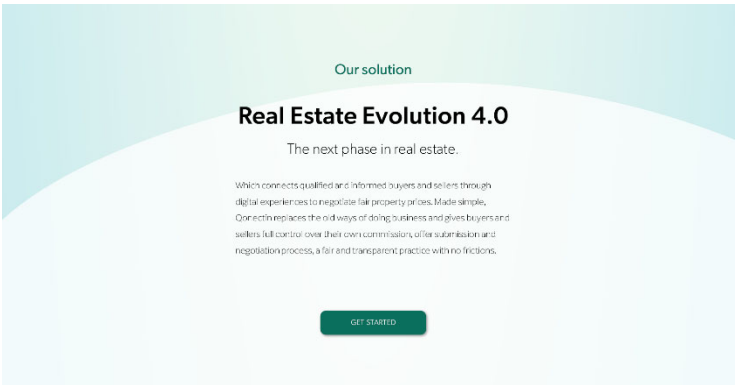 Our solution
Real Estate Evolution 4.0
The next phase in real estate.
Which connects qualified and informed buyers and sellers through
digital experiences to negotiate fair property prices. Made simple,
Qonectin replaces the old ways of doing business and gives buyers and
sellers full control over their own commission, offer submission and
negotiation process, a fair and transparent practice with no frictions.
GET STARTED